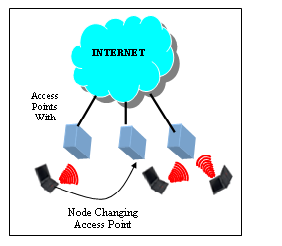 INTERNET
Access
Points
With
Node Changing
Access Point